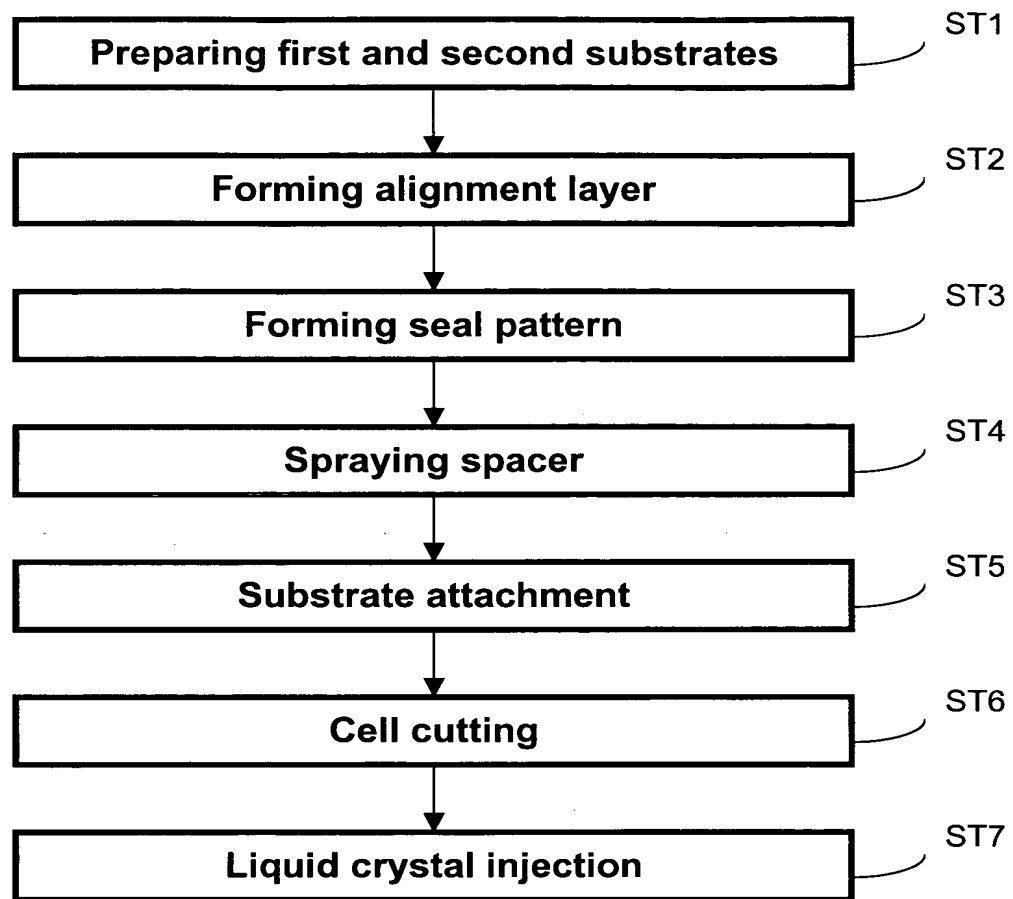 Preparing first and second substrates
ST1
Forming alignment layer
ST2
Forming seal pattern
ST3
Spraying spacer
ST4
Substrate attachment
ST5
Cell cutting
ST6
Liquid crystal injection
ST7